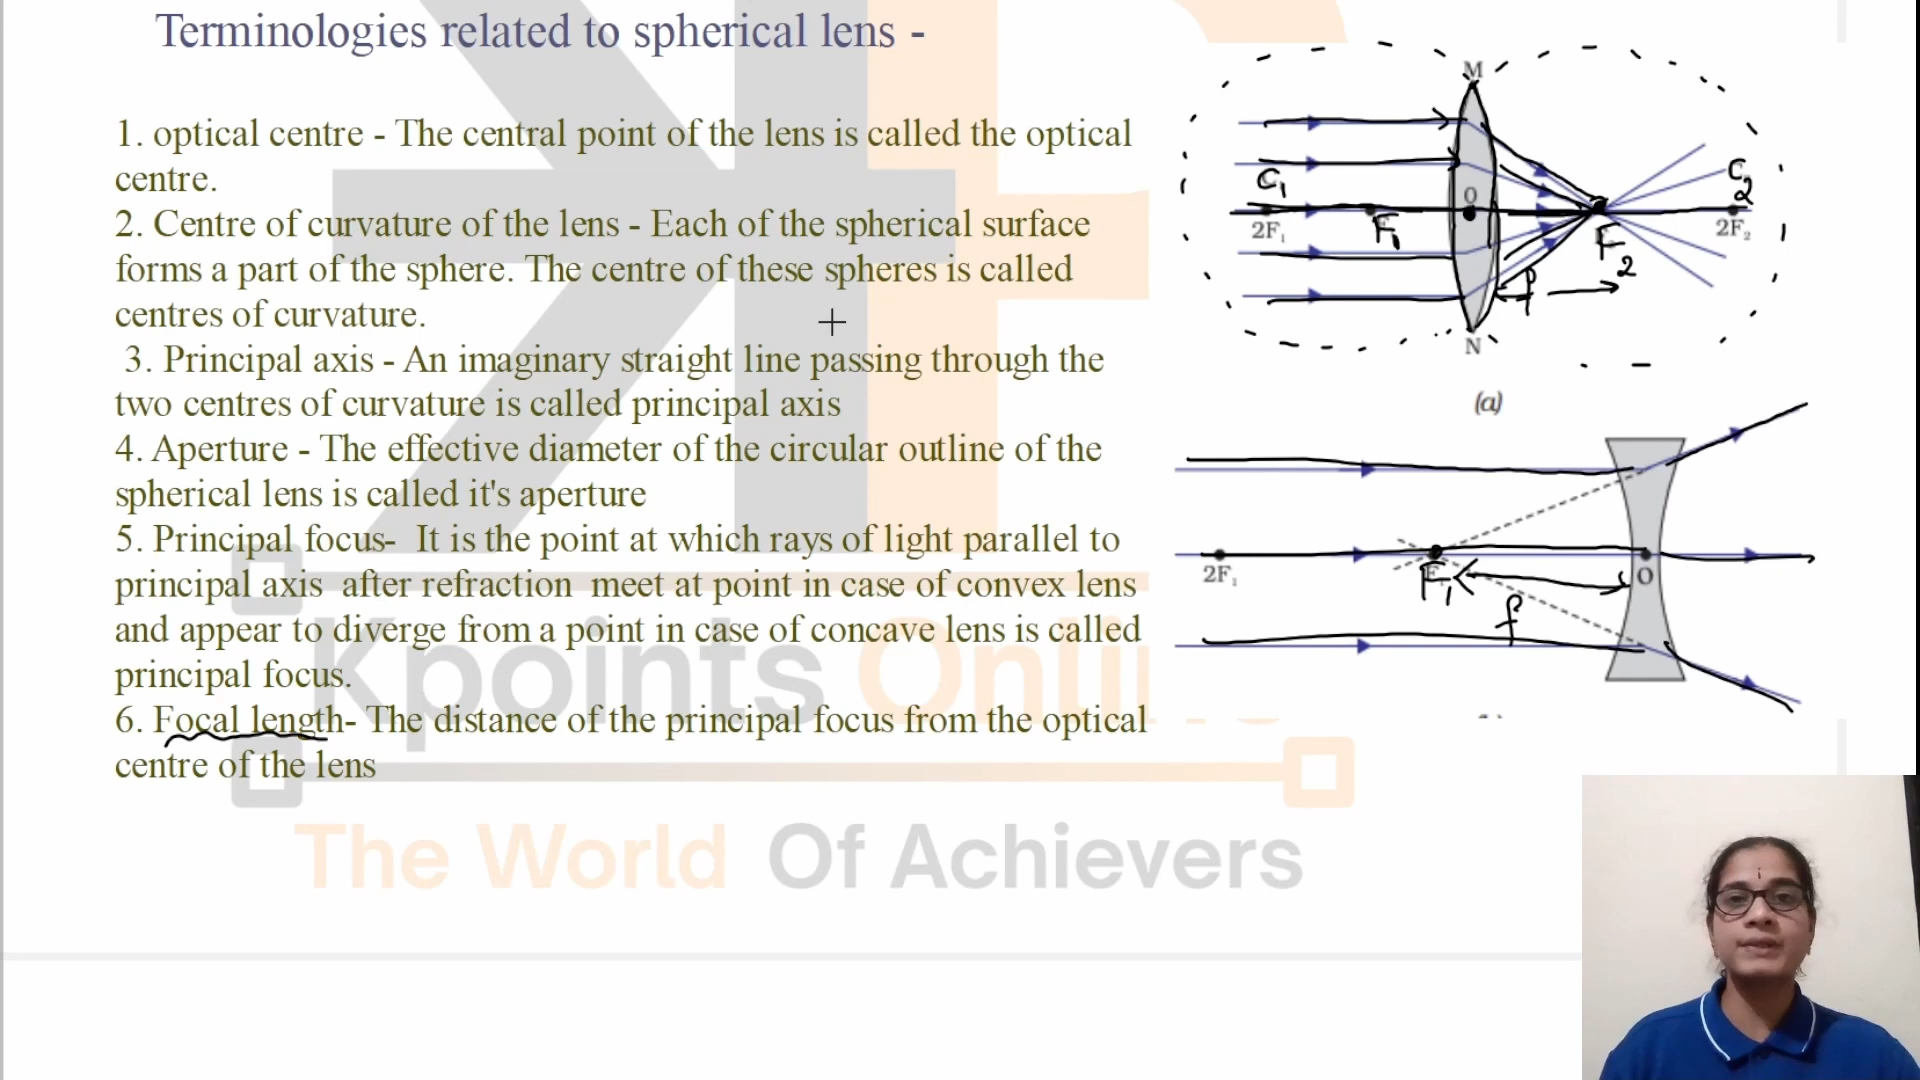 Terminologies related to spherical lens -
1. optical centre - The central point of the lens is called the optical
centre.
2. Centre of curvature of the lens - Each of the spherical surface
forms a part of the sphere. The centre of these spheres is called
centres of curvature.
3. Principal axis - An imaginary straight line passing through the
two centres of curvature is called principal axis
4. Aperture - The effective diameter of the circular outline of the
spherical lens is called it's aperture
5. Principal focus- It is the point at which rays of light parallel to
principal axis after refraction meet at point in case of convex lens
and appear to diverge from a point in case of concave lens is called
principal focus.
6. Focal length- The distance of the principal focus from the optical
centre of the lens
Kpoints Onli
The World Of Achievers
M
C₁
O
C₂
2F₁
F₁
F₂
2F₂
f
N
(a)
2F₁
F₁
O
f